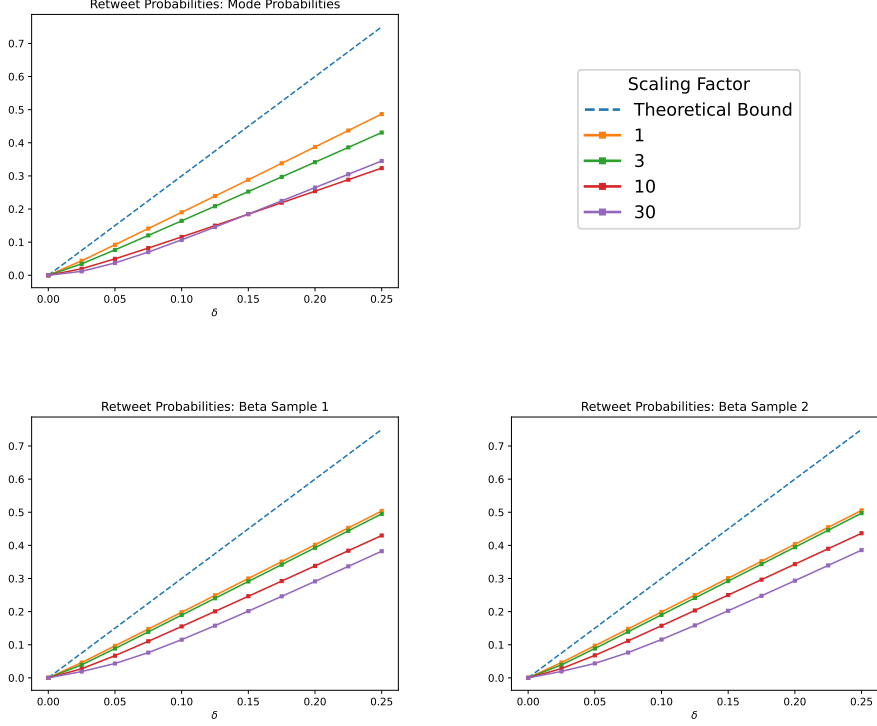 Retweet Probabilities: Mode Probabilities
0.7
0.6
0.5
0.4
0.3
0.2
0.1
0.0
0.00 0.05 0.10 0.15 0.20 0.25
δ
Scaling Factor
Theoretical Bound
1
3
10
30
Retweet Probabilities: Beta Sample 1
0.7
0.6
0.5
0.4
0.3
0.2
0.1
0.0
0.00 0.05 0.10 0.15 0.20 0.25
δ
Retweet Probabilities: Beta Sample 2
0.7
0.6
0.5
0.4
0.3
0.2
0.1
0.0
0.00 0.05 0.10 0.15 0.20 0.25
δ